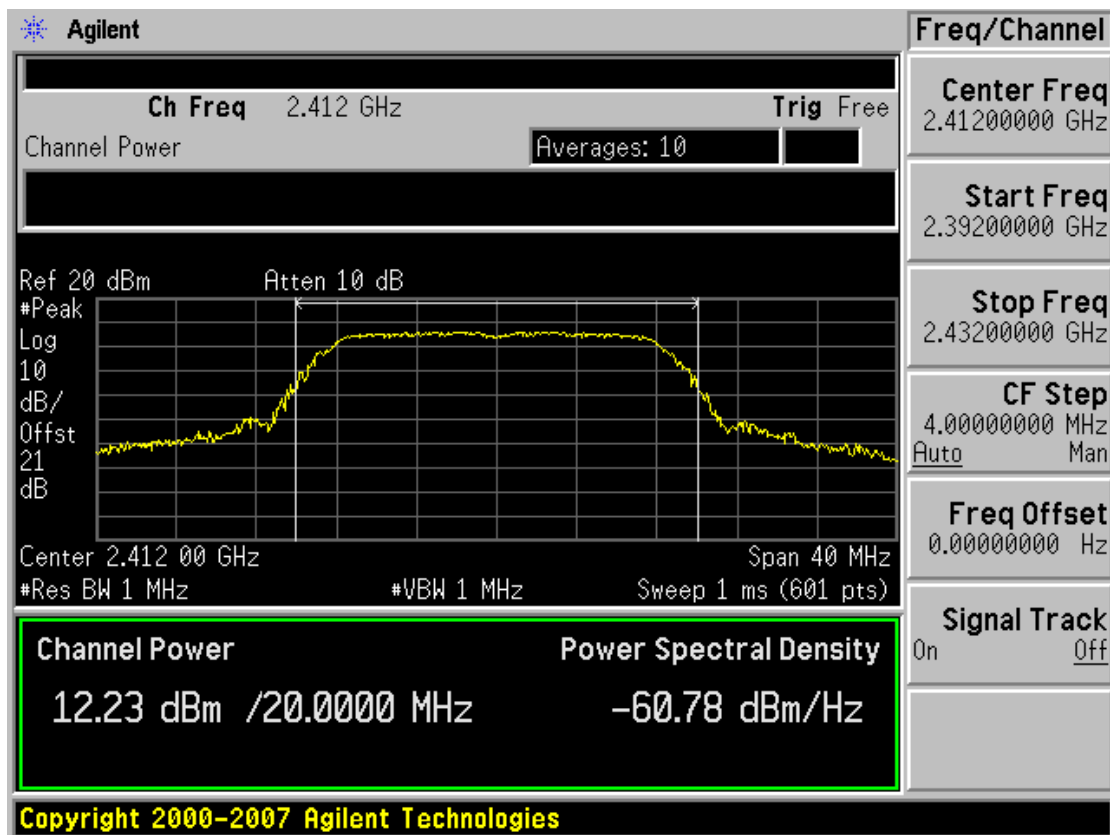 Agilent
Freq/Channel
Ch Freq 2.412 GHz Trig Free
Channel Power Averages: 10
Ref 20 dBm Atten 10 dB
#Peak
Log
10
dB/
Offst
21
dB
Center 2.412 00 GHz Span 40 MHz
#Res BW 1 MHz #VBW 1 MHz Sweep 1 ms (601 pts)
Channel Power Power Spectral Density
12.23 dBm /20.0000 MHz -60.78 dBm/Hz
Copyright 2000-2007 Agilent Technologies
Center Freq
2.41200000 GHz
Start Freq
2.39200000 GHz
Stop Freq
2.43200000 GHz
CF Step
4.00000000 MHz
Auto Man
Freq Offset
0.00000000 Hz
Signal Track
On Off